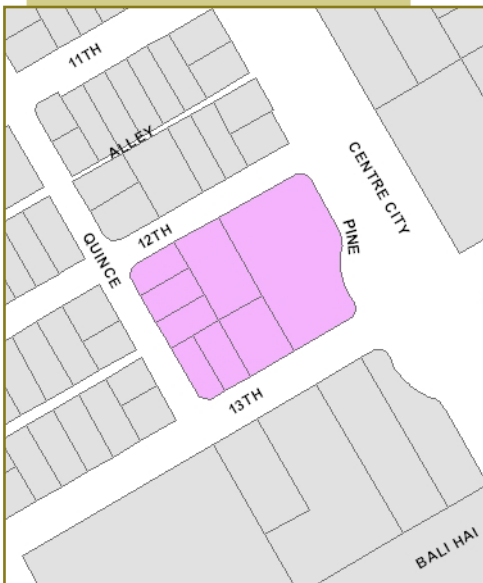 11TH
ALLEY
CENTRE CITY
12TH
PINE
QUINCE
13TH
BALI HAI